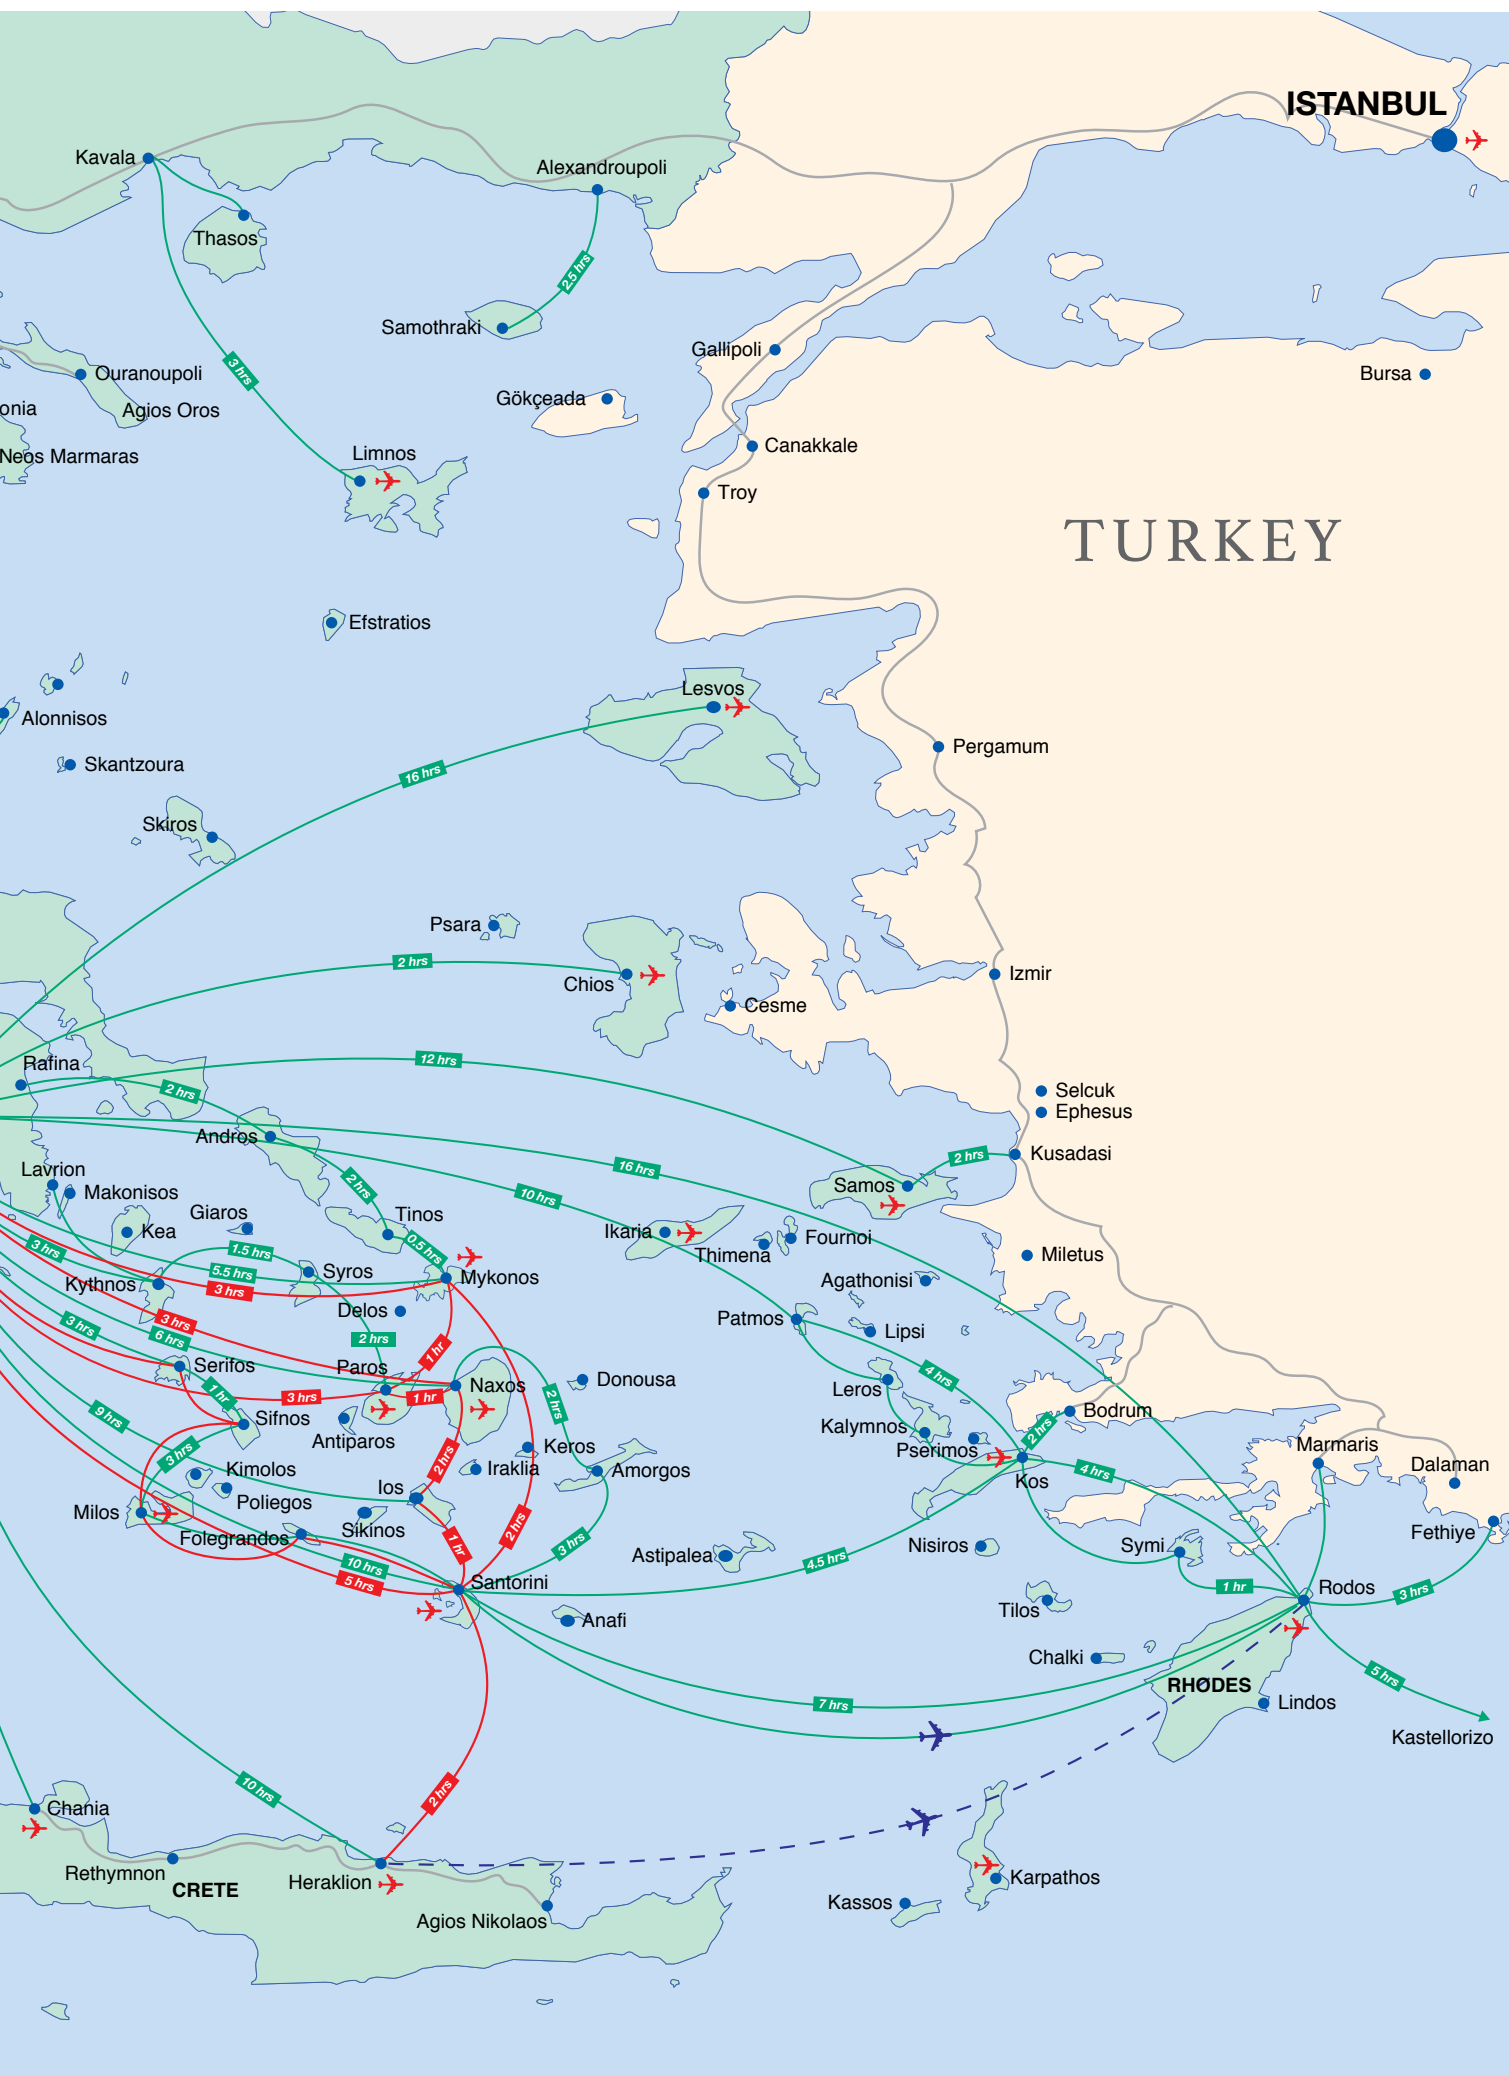 ISTANBUL
Kavala
Alexandroupoli
Thasos
2.5 hrs
Samothraki
Gallipoli
3 hrs
Ouranoupoli
Bursa
Gökçeada
onia
Agios Oros
Canakkale
Limnos
Neos Marmaras
Troy
TURKEY
Efstratios
Lesvos
Alonnisos
Pergamum
Skantzoura
16 hrs
Skiros
Psara
2 hrs
Izmir
Chios
Cesme
12 hrs
Rafina
2 hrs
Selcuk
Ephesus
Andros
Kusadasi
2 hrs
16 hrs
Lavrion
Makonisos
2 hrs
10 hrs
Samos
Giaros
Tinos
Kea
Ikaria
Fournoi
3 hrs
1.5 hrs
0.5 hrs
Thimena
Miletus
Kythnos
5.5 hrs
Syros
Mykonos
Agathonisi
3 hrs
Delos
3 hrs
Patmos
3 hrs
6 hrs
2 hrs
Lipsi
1 hr
Serifos
Paros
4 hrs
Naxos
Donousa
Leros
1 hr
3 hrs
1 hr
2 hrs
9 hrs
Sifnos
Bodrum
Antiparos
Kalymnos
2 hrs
Keros
Pserimos
Marmaris
3 hrs
2 hrs
Kimolos
Iraklia
Amorgos
Kos
4 hrs
Dalaman
Ios
Poliegos
Milos
Sikinos
2 hrs
Fethiye
Folegrandos
1 hr
3 hrs
Nisiros
Symi
Astipalea
4.5 hrs
10 hrs
5 hrs
Santorini
1 hr
Rodos
3 hrs
Tilos
Anafi
Chalki
5 hrs
RHODES
7 hrs
Lindos
Kastellorizo
10 hrs
2 hrs
Chania
Rethymnon
Heraklion
CRETE
Karpathos
Kassos
Agios Nikolaos